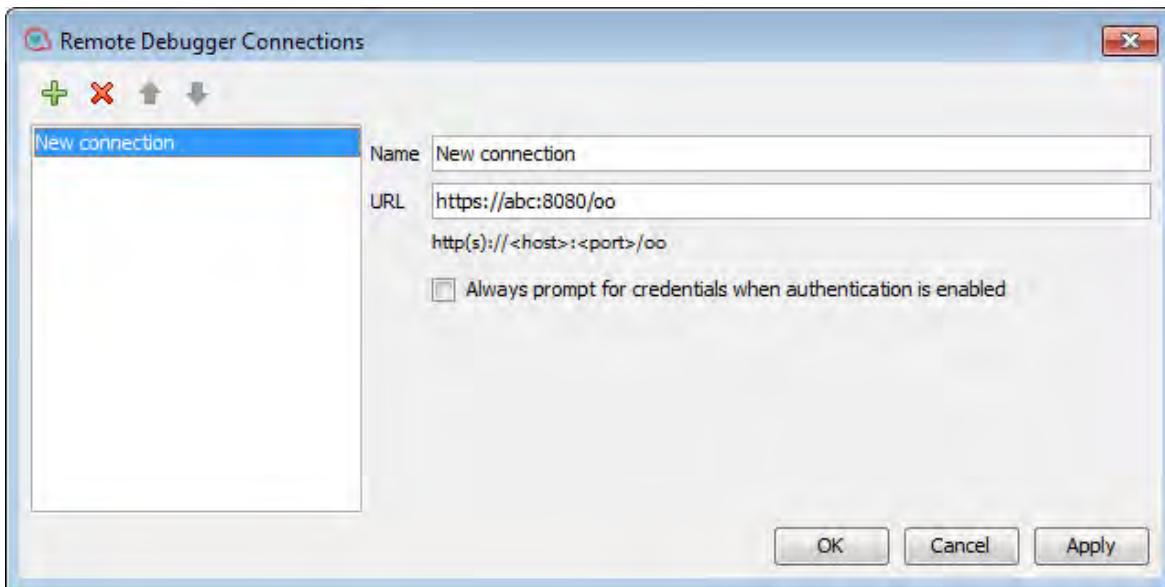 Remote Debugger Connections
New connection
Name New connection
URL https://abc:8080/oo
http(s)://<host>:<port>/oo
Always prompt for credentials when authentication is enabled
OK Cancel Apply